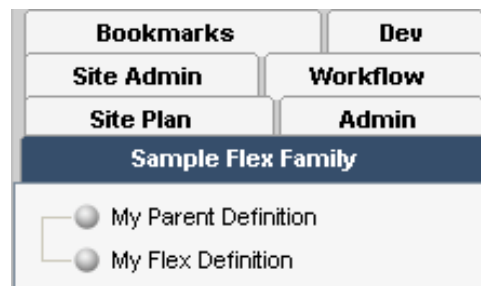 Bookmarks Dev
Site Admin Workflow
Site Plan Admin
Sample Flex Family
My Parent Definition
My Flex Definition